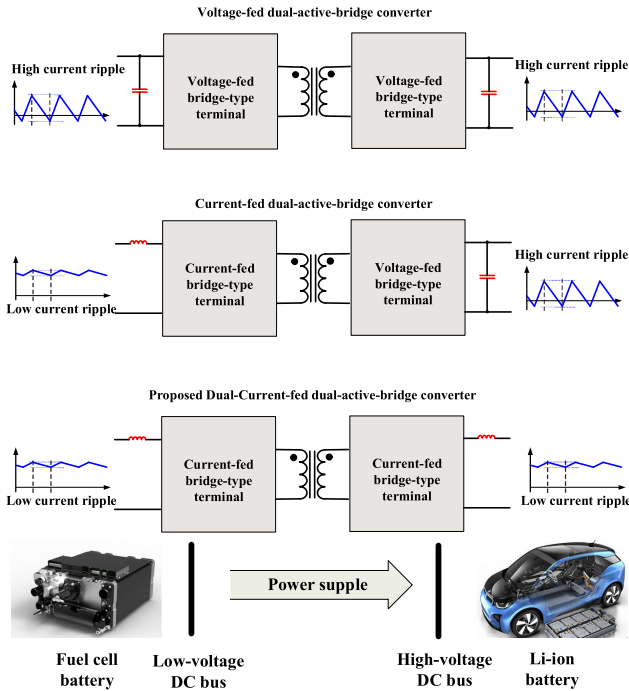 Voltage-fed dual-active-bridge converter
High current ripple
Voltage-fed
bridge-type
terminal
Voltage-fed
bridge-type
terminal
High current ripple
Current-fed dual-active-bridge converter
Low current ripple
Current-fed
bridge-type
terminal
Voltage-fed
bridge-type
terminal
High current ripple
Proposed Dual-Current-fed dual-active-bridge converter
Low current ripple
Current-fed
bridge-type
terminal
Current-fed
bridge-type
terminal
Low current ripple
Power supple
Fuel cell
battery
Low-voltage
DC bus
High-voltage
DC bus
Li-ion
battery